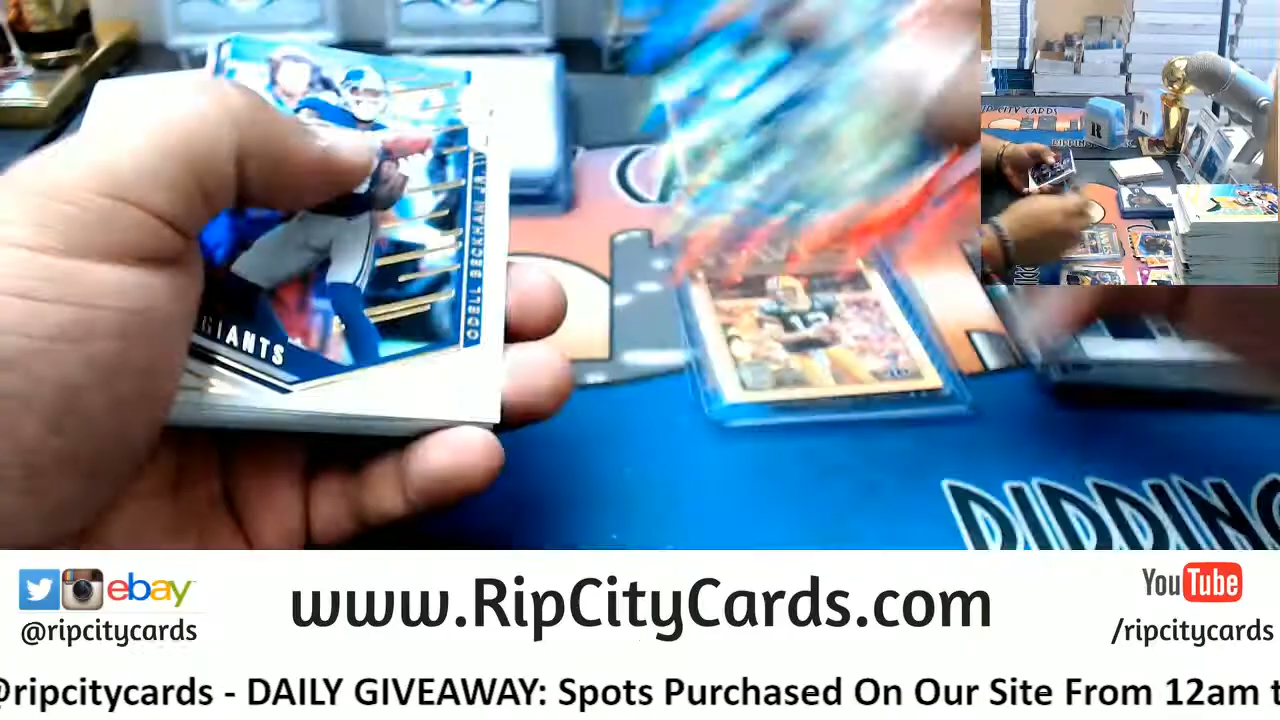 ODELL BECKHAM JR.
GIANTS
R
T
ebay
@ripcitycards
www.RipCityCards.com
YouTube
/ripcitycards
@ripcitycards - DAILY GIVEAWAY: Spots Purchased On Our Site From 12am t